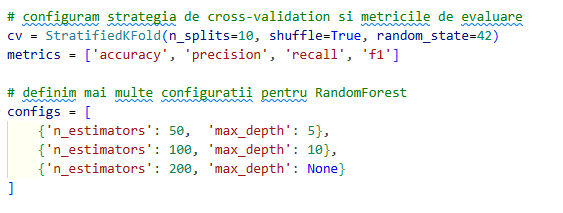 # configuram strategia de cross-validation si metricile de evaluare
cv = StratifiedKFold(n_splits=10, shuffle=True, random_state=42)
metrics = ['accuracy', 'precision', 'recall', 'f1']

# definim mai multe configuratii pentru RandomForest
configs = [
    {'n_estimators': 50,  'max_depth': 5},
    {'n_estimators': 100, 'max_depth': 10},
    {'n_estimators': 200, 'max_depth': None}
]